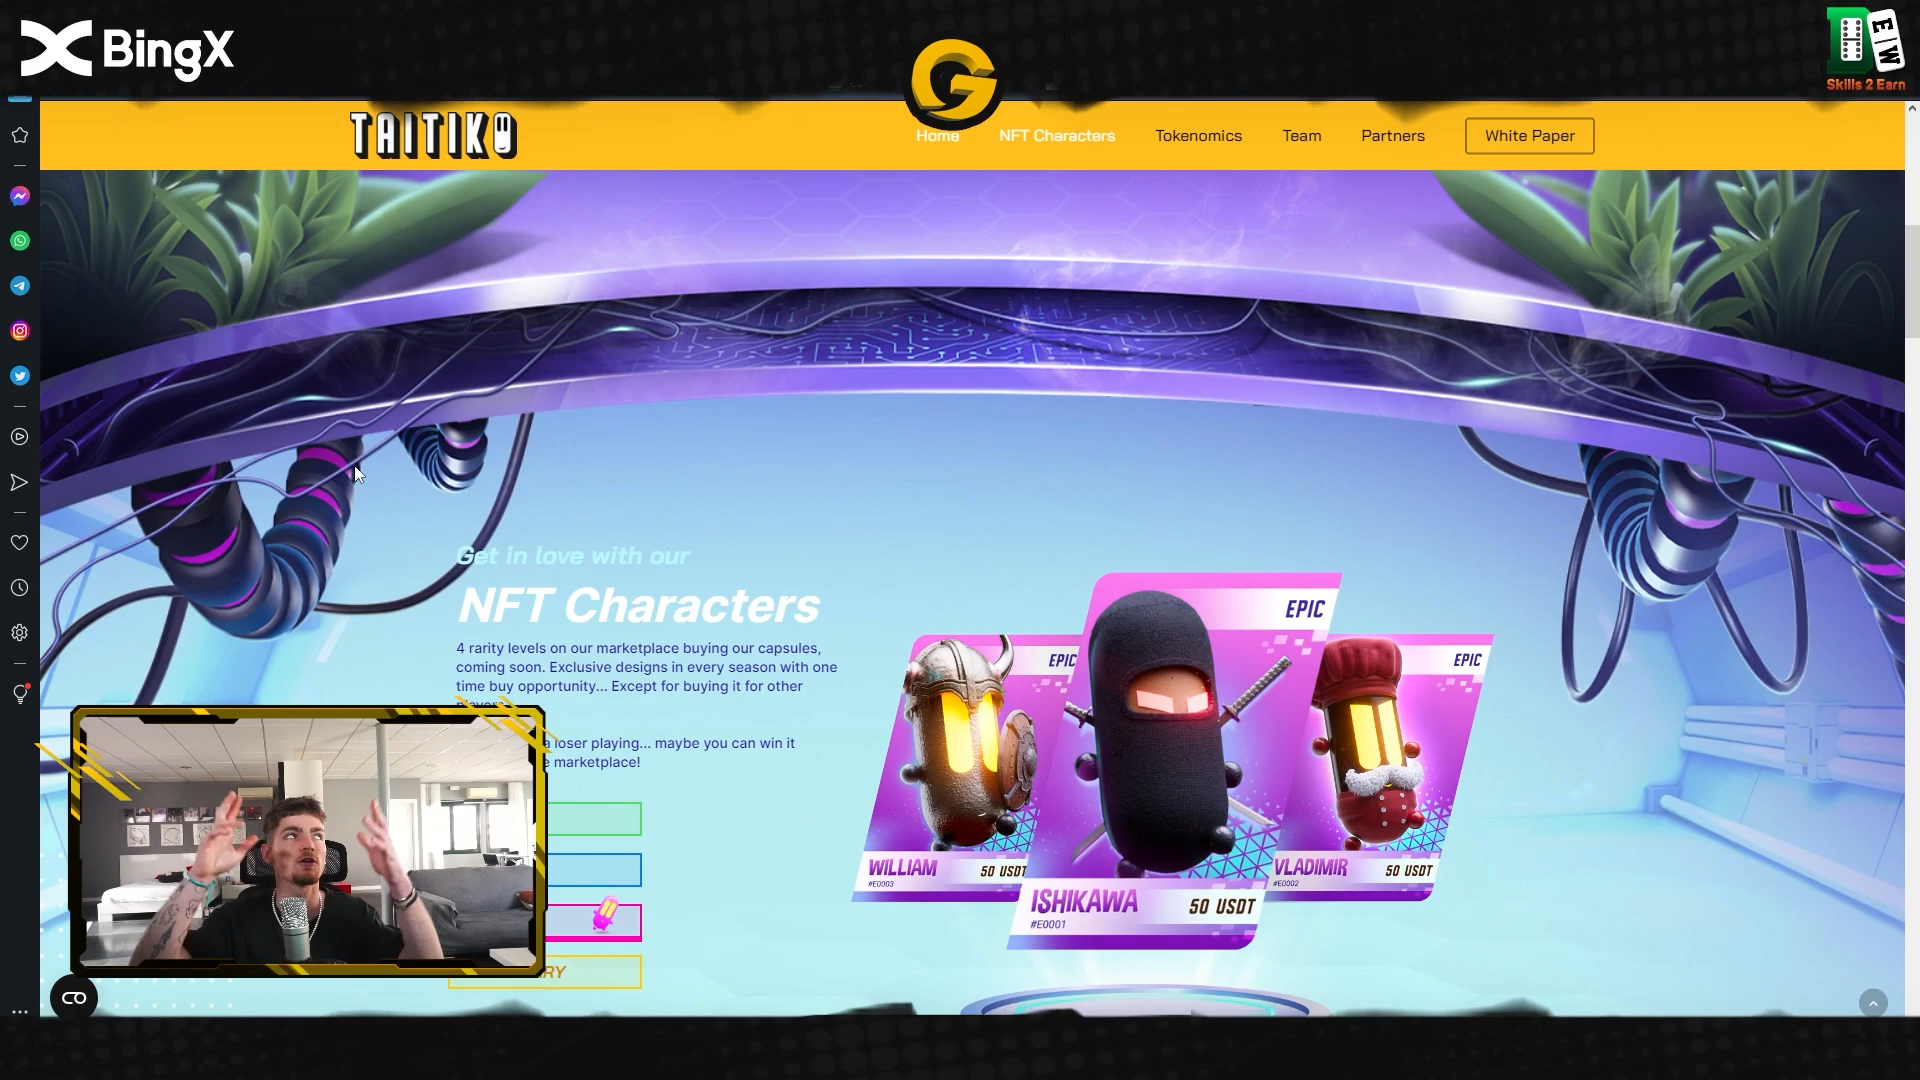 BingX
G
D
E|W
Skills 2 Earn
TAITIKO
Home
NFT Characters
Tokenomics
Team
Partners
White Paper
Get in love with our
NFT Characters
4 rarity levels on our marketplace buying our capsules,
coming soon. Exclusive designs in every season with one
time buy opportunity... Except for buying it for other
a loser playing... maybe you can win it
e marketplace!
RY
EPIC
WILLIAM
50 USDT
#E0003
EPIC
ISHIKAWA
50 USDT
#E0001
EPIC
VLADIMIR
50 USDT
#E0002